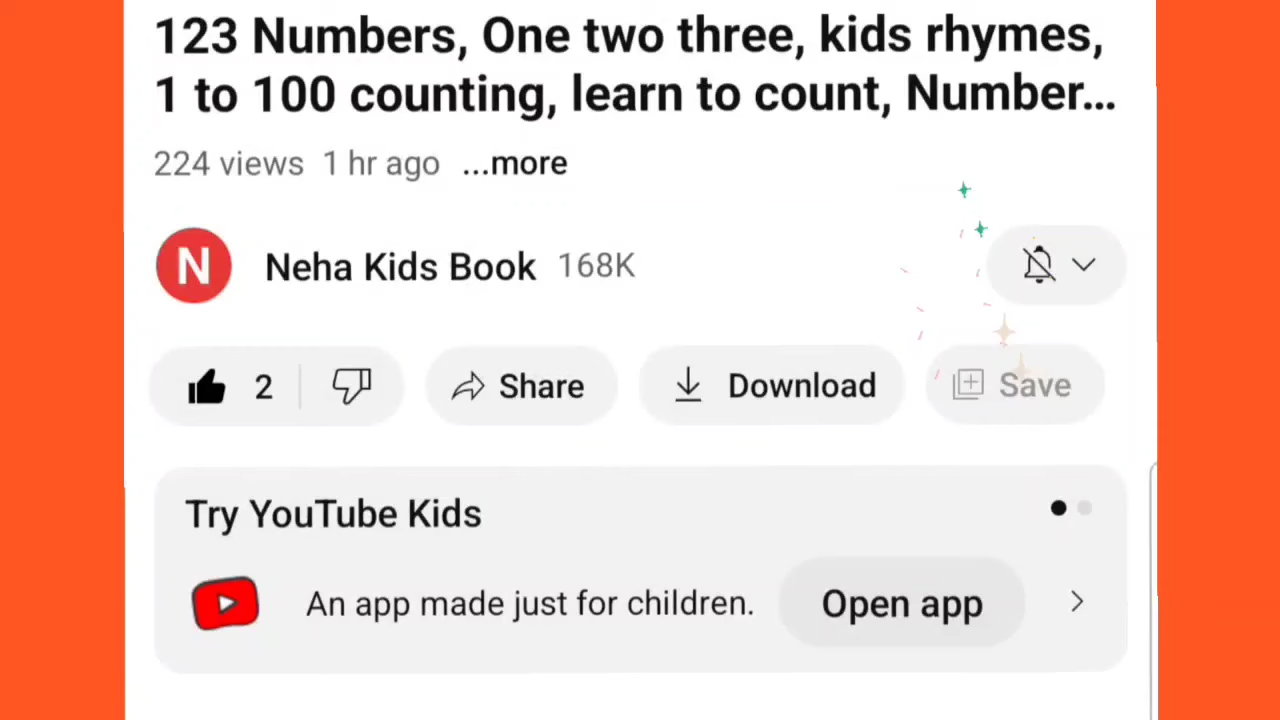 123 Numbers, One two three, kids rhymes,
1 to 100 counting, learn to count, Number...
224 views 1 hr ago ...more
N Neha Kids Book 168K
2 Share Download Save
Try YouTube Kids
An app made just for children. Open app